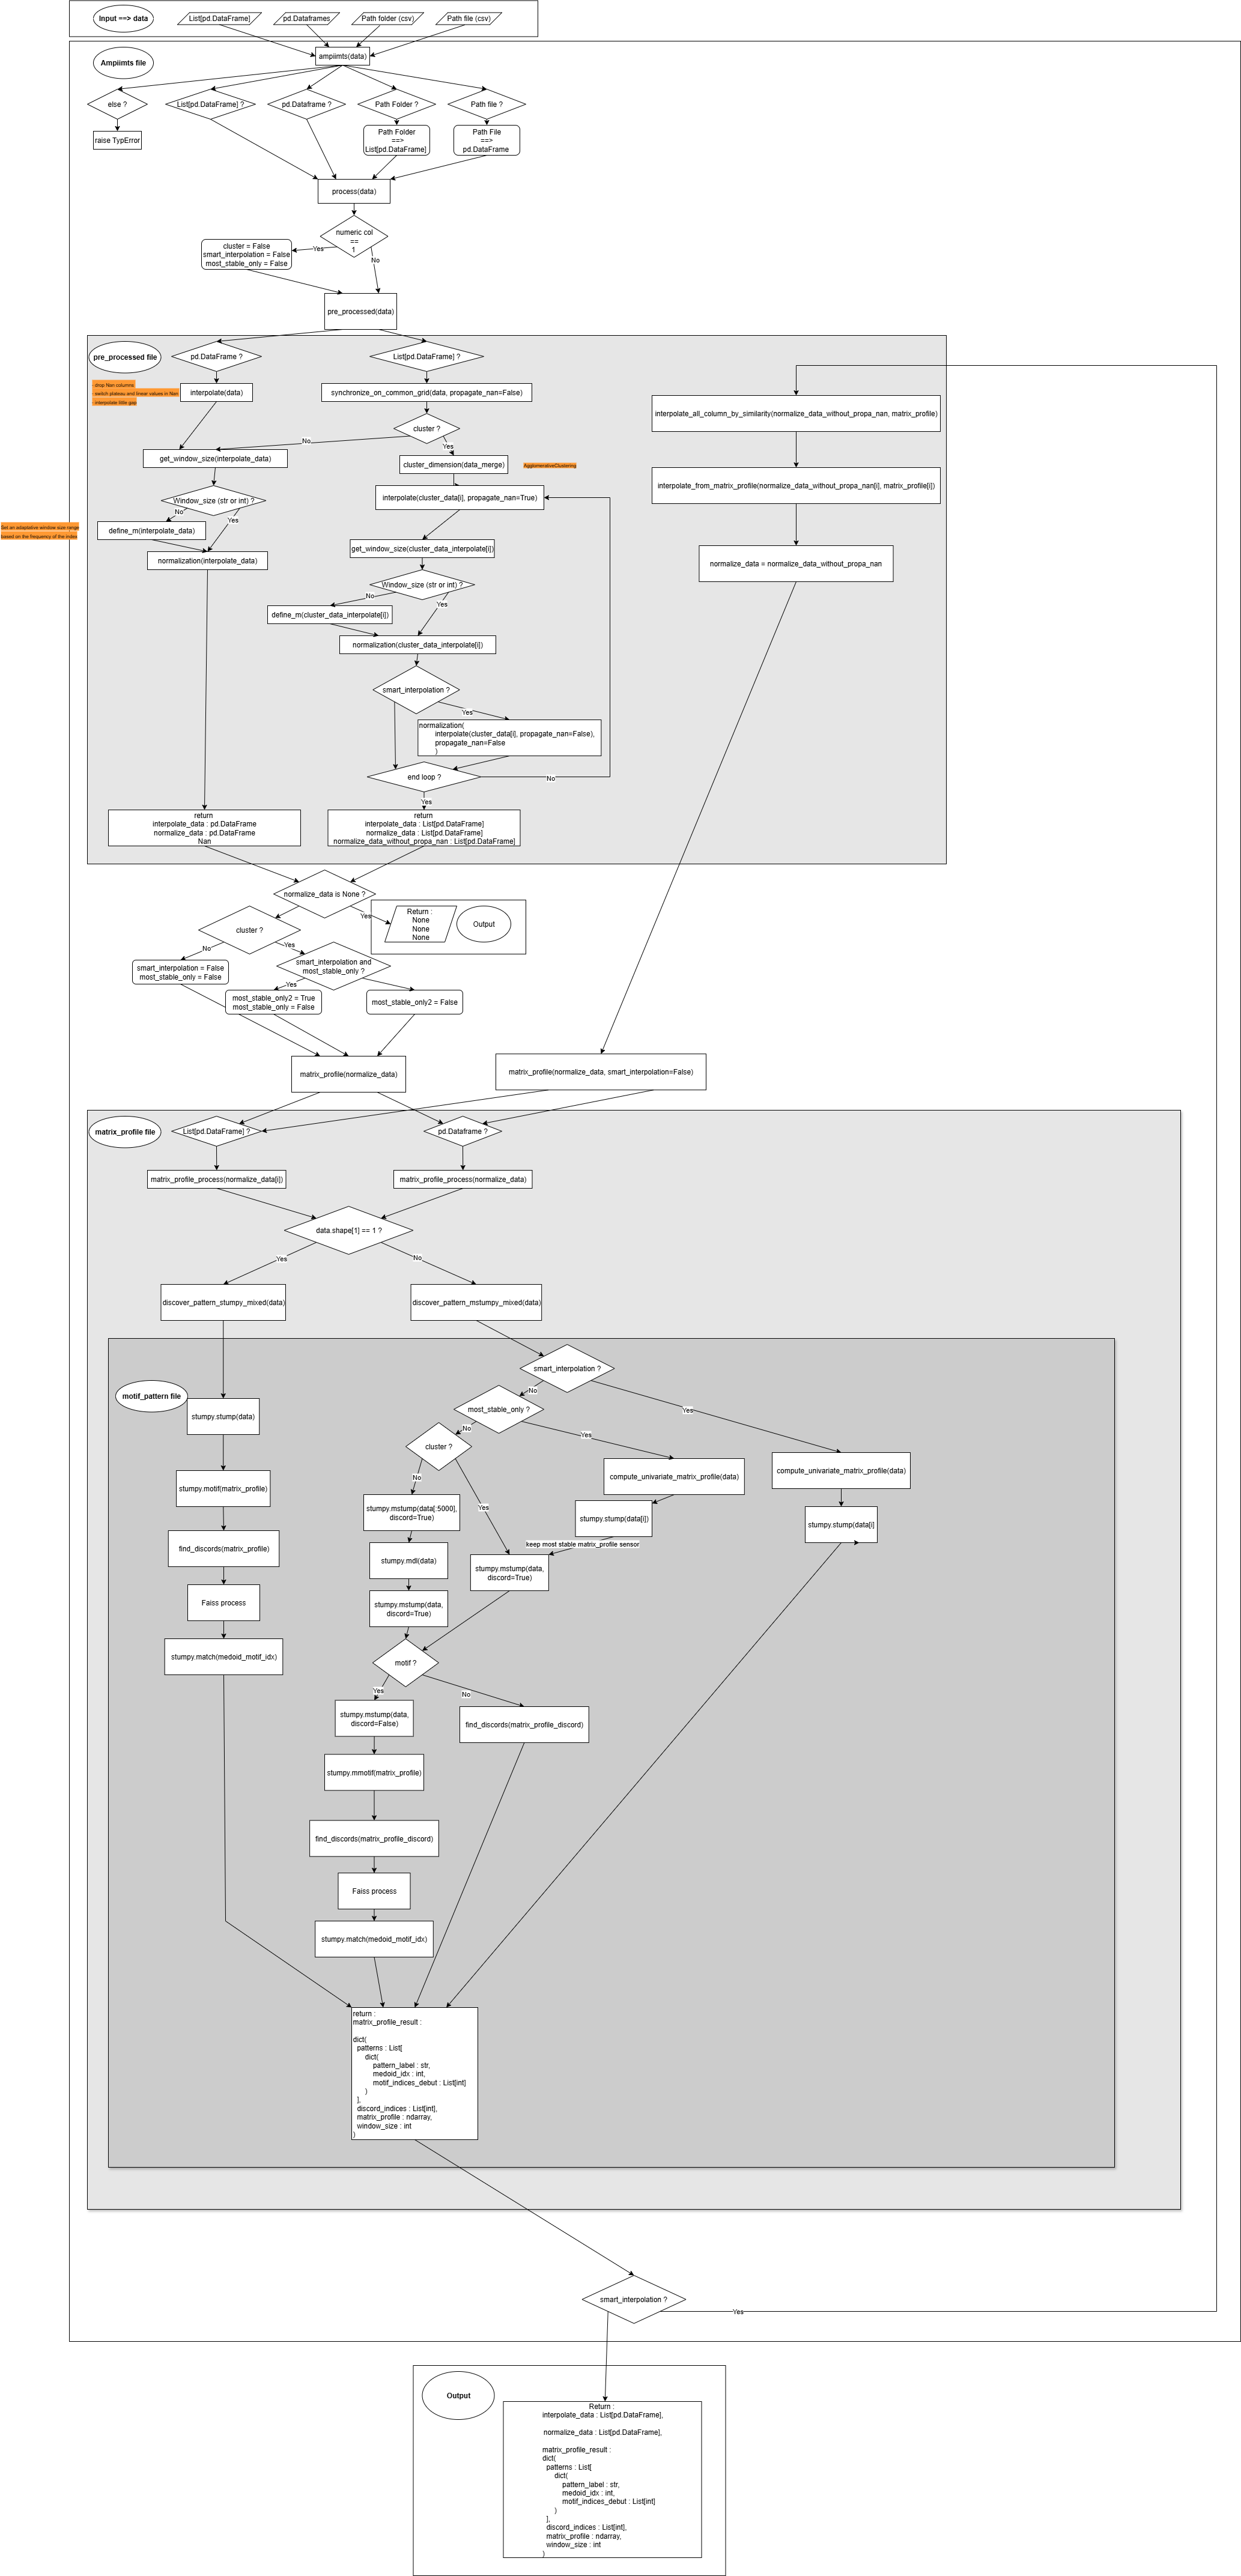 Input ==> data
List[pd.DataFrame]
pd.Dataframes
Path folder (csv)
Path file (csv)
Ampiimts file
ampiimts(data)
else ?
List[pd.DataFrame] ?
pd.Dataframe ?
Path Folder ?
Path file ?
raise TypError
Path Folder
==>
List[pd.DataFrame]
Path File
==>
pd.DataFrame
process(data)
numeric col
==
1
Yes
No
cluster = False
smart_interpolation = False
most_stable_only = False
pre_processed(data)
pre_processed file
pd.DataFrame ?
List[pd.DataFrame] ?
- drop Nan columns
- switch plateau and linear values in Nan
- interpolate little gap
interpolate(data)
synchronize_on_common_grid(data, propagate_nan=False)
interpolate_all_column_by_similarity(normalize_data_without_propa_nan, matrix_profile)
cluster ?
No
Yes
get_window_size(interpolate_data)
cluster_dimension(data_merge)
AgglomerativeClustering
interpolate_from_matrix_profile(normalize_data_without_propa_nan[i], matrix_profile[i])
Window_size (str or int) ?
interpolate(cluster_data[i], propagate_nan=True)
No
Yes
Set an adaptative window size range
based on the frequency of the index
define_m(interpolate_data)
get_window_size(cluster_data_interpolate[i])
normalization(interpolate_data)
normalize_data = normalize_data_without_propa_nan
Window_size (str or int) ?
No
Yes
define_m(cluster_data_interpolate[i])
normalization(cluster_data_interpolate[i])
smart_interpolation ?
Yes
normalization(
interpolate(cluster_data[i], propagate_nan=False),
propagate_nan=False
)
end loop ?
No
Yes
return
interpolate_data : pd.DataFrame
normalize_data : pd.DataFrame
Nan
return
interpolate_data : List[pd.DataFrame]
normalize_data : List[pd.DataFrame]
normalize_data_without_propa_nan : List[pd.DataFrame]
normalize_data is None ?
Yes
Return :
None
None
None
Output
cluster ?
No
Yes
smart_interpolation and
most_stable_only ?
smart_interpolation = False
most_stable_only = False
Yes
most_stable_only2 = True
most_stable_only = False
most_stable_only2 = False
matrix_profile(normalize_data)
matrix_profile(normalize_data, smart_interpolation=False)
matrix_profile file
List[pd.DataFrame] ?
pd.Dataframe ?
matrix_profile_process(normalize_data[i])
matrix_profile_process(normalize_data)
data.shape[1] == 1 ?
Yes
No
discover_pattern_stumpy_mixed(data)
discover_pattern_mstumpy_mixed(data)
motif_pattern file
smart_interpolation ?
No
Yes
most_stable_only ?
stumpy.stump(data)
No
Yes
cluster ?
compute_univariate_matrix_profile(data)
compute_univariate_matrix_profile(data)
No
Yes
stumpy.motif(matrix_profile)
stumpy.mstump(data[:5000],
discord=True)
stumpy.stump(data[i])
stumpy.stump(data[i]
find_discords(matrix_profile)
keep most stable matrix_profile sensor
stumpy.mdl(data)
stumpy.mstump(data,
discord=True)
Faiss process
stumpy.mstump(data,
discord=True)
stumpy.match(medoid_motif_idx)
motif ?
Yes
No
stumpy.mstump(data,
discord=False)
find_discords(matrix_profile_discord)
stumpy.mmotif(matrix_profile)
find_discords(matrix_profile_discord)
Faiss process
stumpy.match(medoid_motif_idx)
return :
matrix_profile_result :
dict(
patterns : List[
dict(
pattern_label : str,
medoid_idx : int,
motif_indices_debut : List[int]
)
],
discord_indices : List[int],
matrix_profile : ndarray,
window_size : int
)
smart_interpolation ?
Yes
Output
Return :
interpolate_data : List[pd.DataFrame],
normalize_data : List[pd.DataFrame],
matrix_profile_result :
dict(
patterns : List[
dict(
pattern_label : str,
medoid_idx : int,
motif_indices_debut : List[int]
)
],
discord_indices : List[int],
matrix_profile : ndarray,
window_size : int
)